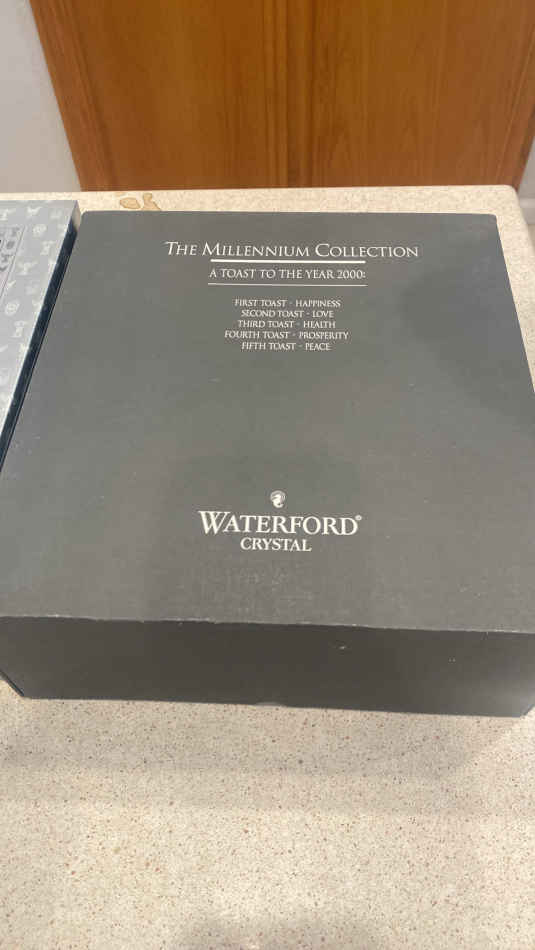 THE MILLENNIUM COLLECTION
A TOAST TO THE YEAR 2000:
FIRST TOAST · HAPPINESS
SECOND TOAST · LOVE
THIRD TOAST · HEALTH
FOURTH TOAST · PROSPERITY
FIFTH TOAST · PEACE
WATERFORD®
CRYSTAL